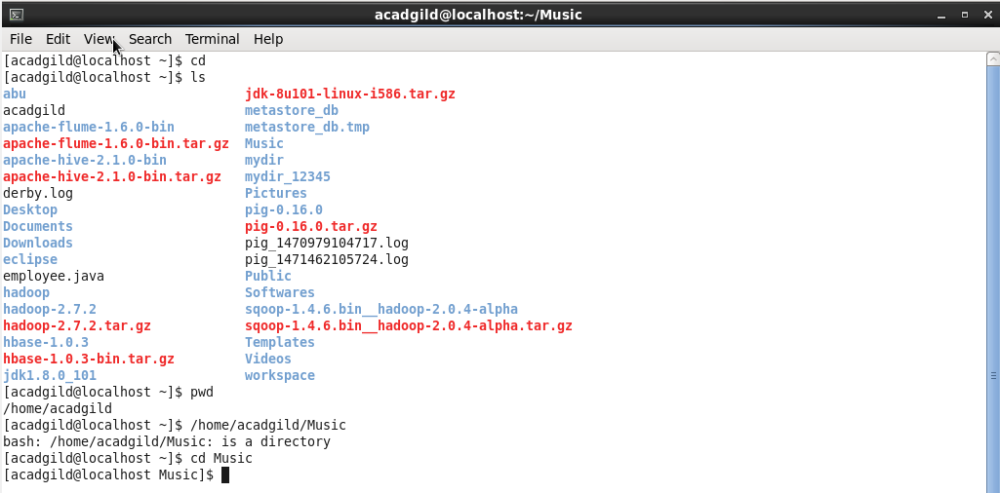 acadgild@localhost:~/Music
File Edit View Search Terminal Help
[acadgild@localhost ~]$ cd
[acadgild@localhost ~]$ ls
abu                            jdk-8u101-linux-i586.tar.gz
acadgild                       metastore_db
apache-flume-1.6.0-bin         metastore_db.tmp
apache-flume-1.6.0-bin.tar.gz  Music
apache-hive-2.1.0-bin          mydir
apache-hive-2.1.0-bin.tar.gz   mydir_12345
derby.log                      Pictures
Desktop                        pig-0.16.0
Documents                      pig-0.16.0.tar.gz
Downloads                      pig_1470979104717.log
eclipse                        pig_1471462105724.log
employee.java                  Public
hadoop                         Softwares
hadoop-2.7.2                   sqoop-1.4.6.bin__hadoop-2.0.4-alpha
hadoop-2.7.2.tar.gz            sqoop-1.4.6.bin__hadoop-2.0.4-alpha.tar.gz
hbase-1.0.3                    Templates
hbase-1.0.3-bin.tar.gz         Videos
jdk1.8.0_101                   workspace
[acadgild@localhost ~]$ pwd
/home/acadgild
[acadgild@localhost ~]$ /home/acadgild/Music
bash: /home/acadgild/Music: is a directory
[acadgild@localhost ~]$ cd Music
[acadgild@localhost Music]$